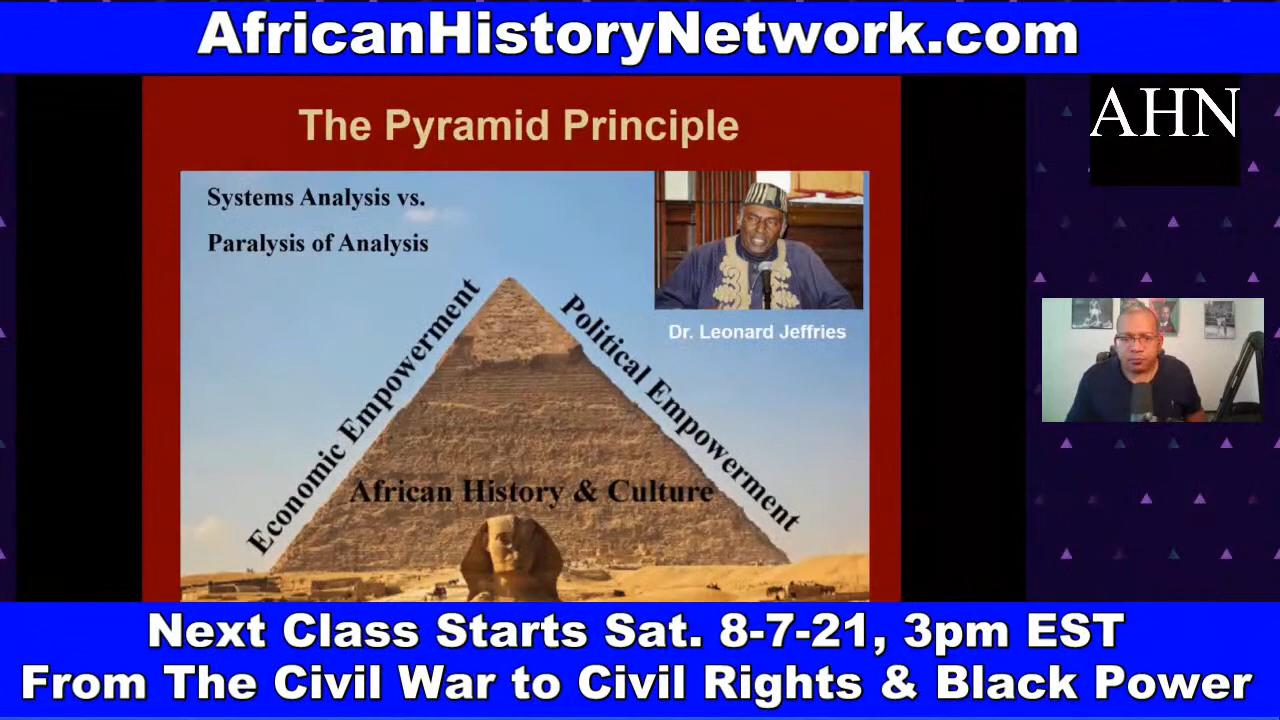 AfricanHistoryNetwork.com
AHN
The Pyramid Principle
Systems Analysis vs.
Paralysis of Analysis
Dr. Leonard Jeffries
Economic Empowerment
Political Empowerment
African History & Culture
Next Class Starts Sat. 8-7-21, 3pm EST
From The Civil War to Civil Rights & Black Power